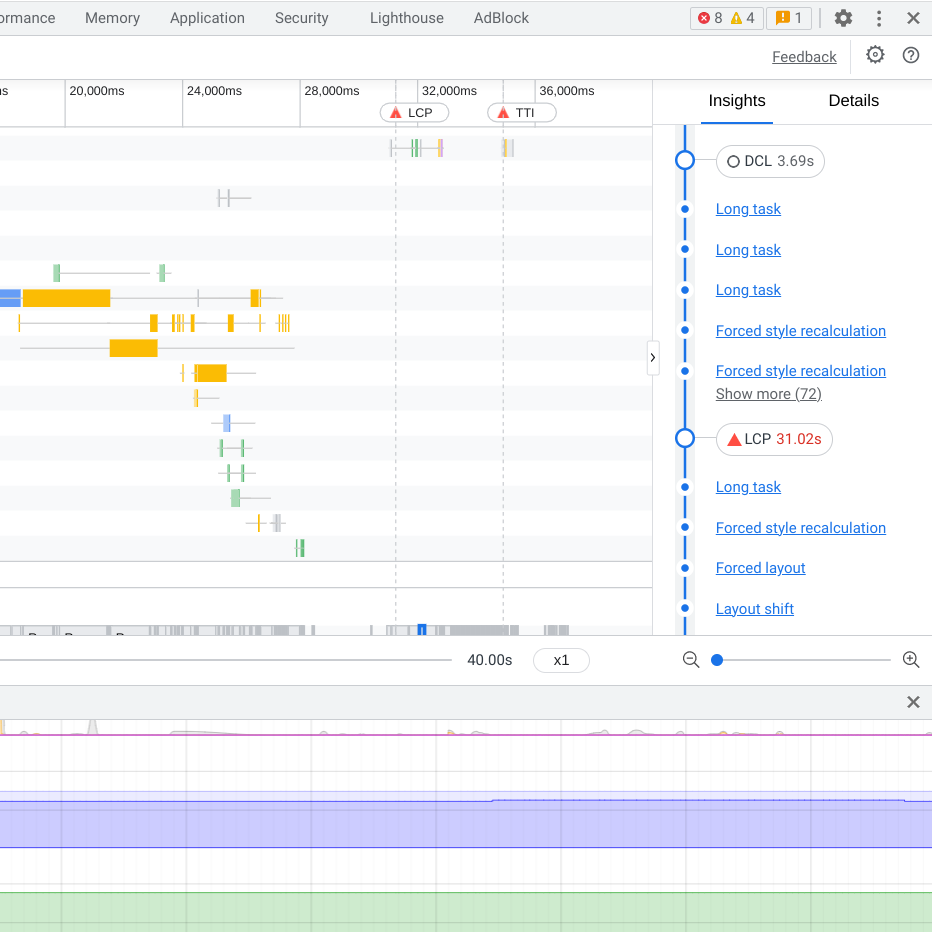 ormance Memory Application Security Lighthouse AdBlock 8 4 1
Feedback
20,000ms 24,000ms 28,000ms 32,000ms 36,000ms
LCP TTI
Insights Details
DCL 3.69s
Long task
Long task
Long task
Forced style recalculation
Forced style recalculation
Show more (72)
LCP 31.02s
Long task
Forced style recalculation
Forced layout
Layout shift
40.00s x1